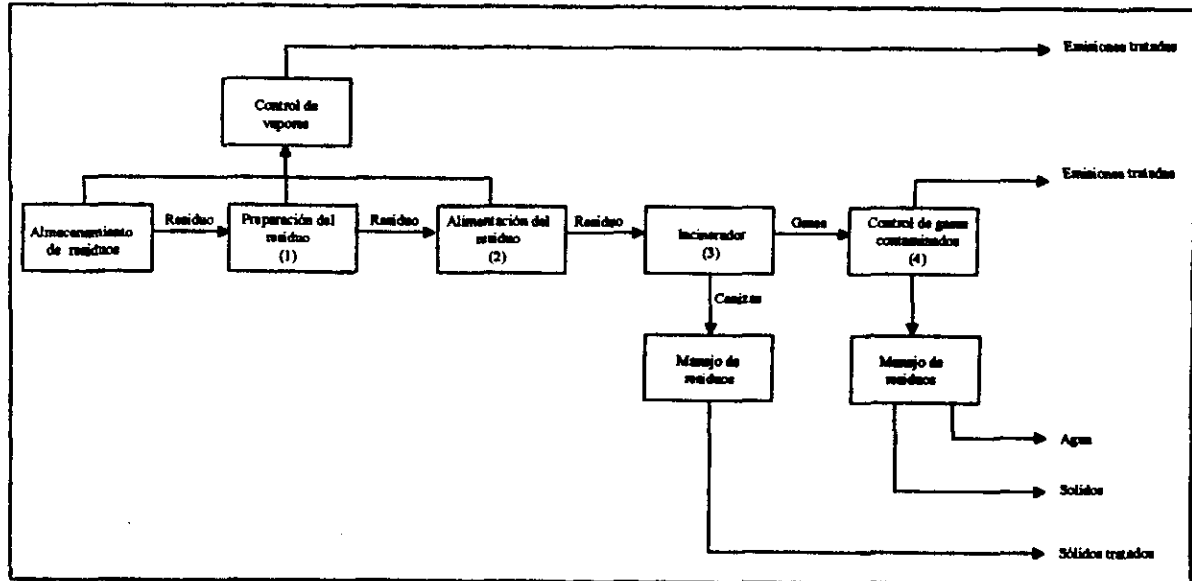 Emisiones tratadas
Control de
vapores
Emisiones tratadas
Almacenamiento
de residuos
Residuo
Preparación del
residuo
(1)
Residuo
Alimentación del
residuo
(2)
Residuo
Incinerador
(3)
Gases
Control de gases
contaminados
(4)
Cenizas
Manejo de
residuos
Manejo de
residuos
Agua
Solidos
Sólidos tratados